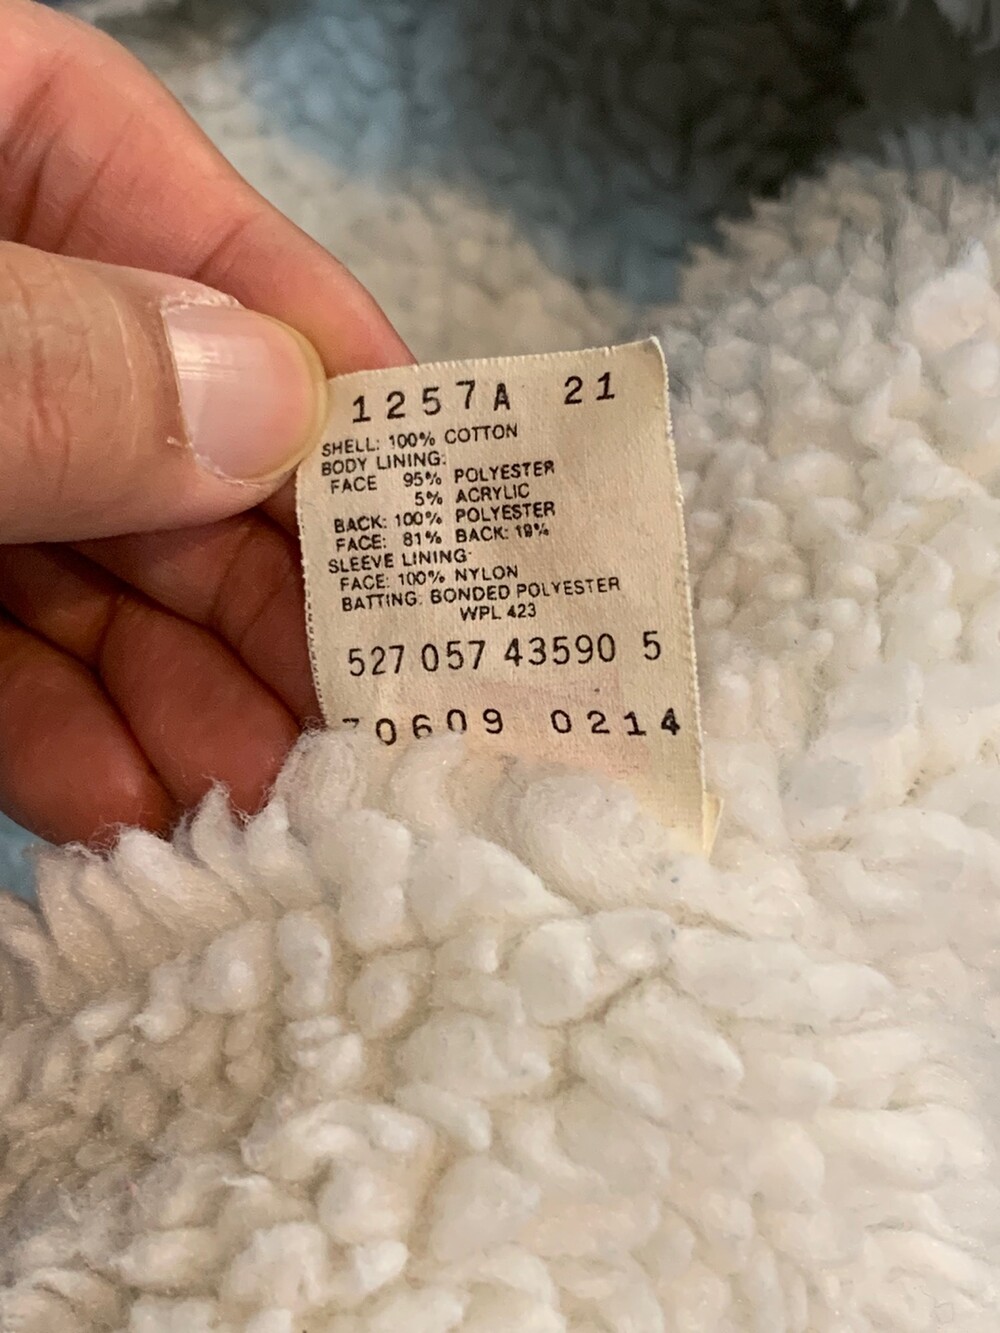 1257A 21
SHELL: 100% COTTON
BODY LINING:
FACE 95% POLYESTER
5% ACRYLIC
BACK: 100% POLYESTER
FACE: 81% BACK: 19%
SLEEVE LINING:
FACE: 100% NYLON
BATTING: BONDED POLYESTER
WPL 423
527 057 43590 5
0609 0214